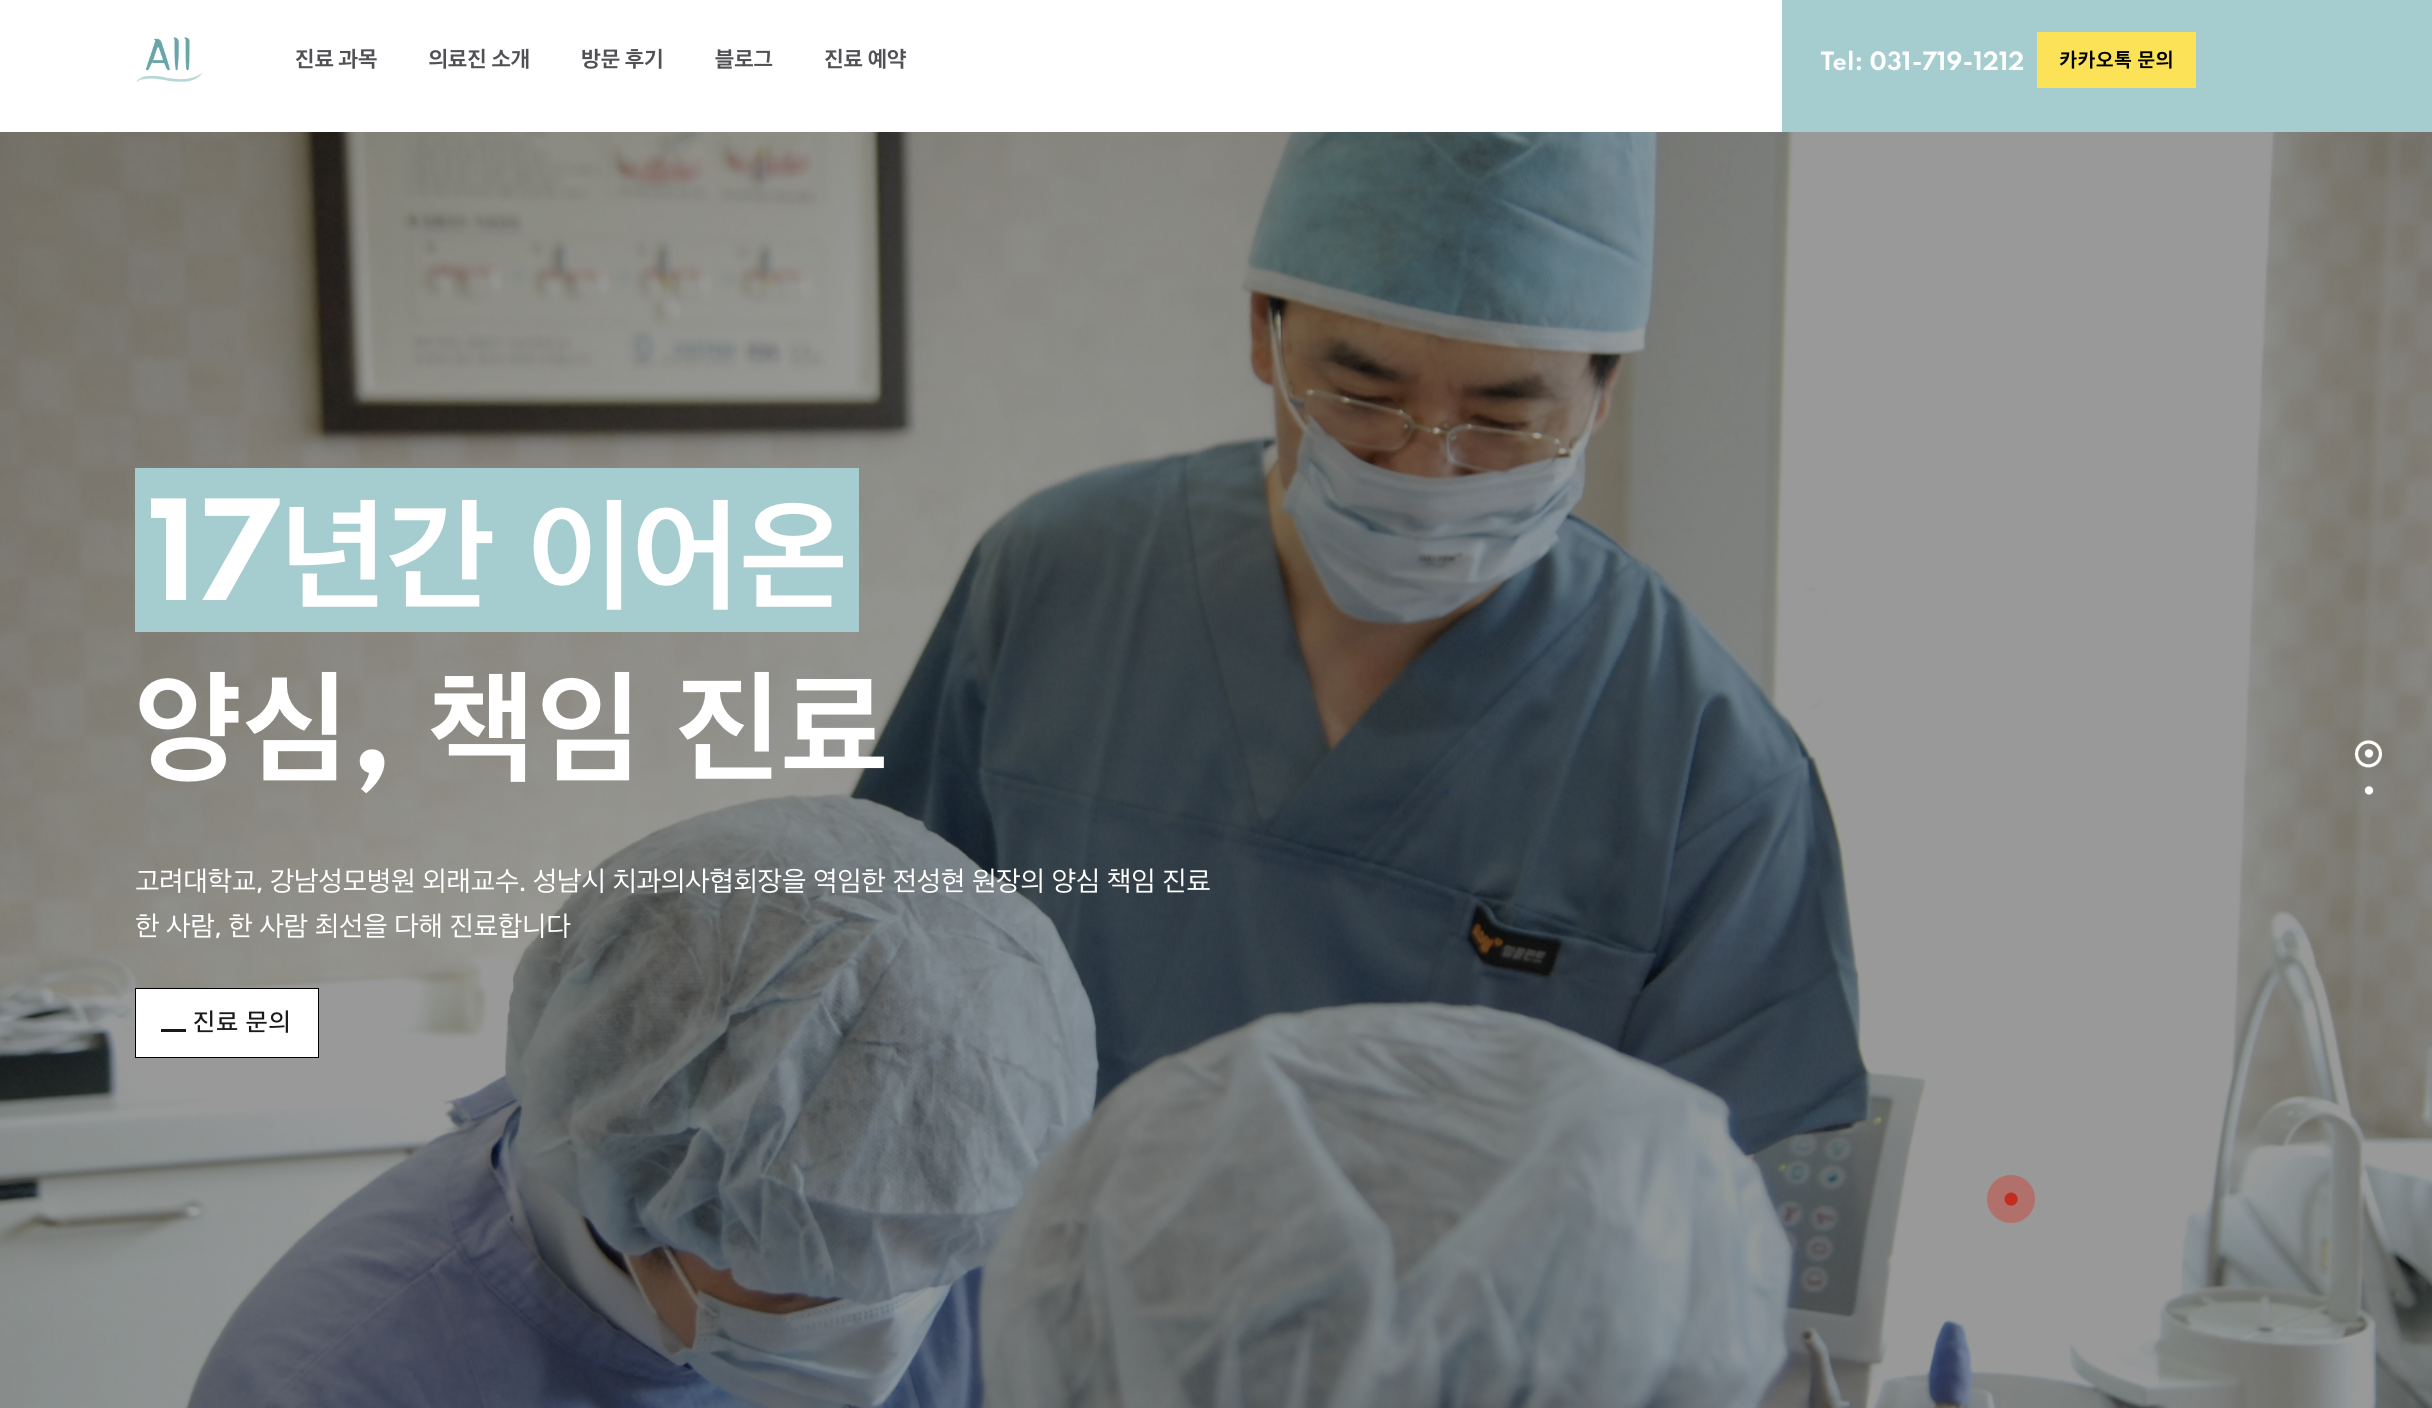 All
진료 과목
의료진 소개
방문 후기
블로그
진료 예약
Tel: 031-719-1212
카카오톡 문의
17년간 이어온
양심, 책임 진료
고려대학교, 강남성모병원 외래교수. 성남시 치과의사협회장을 역임한 전성현 원장의 양심 책임 진료
한 사람, 한 사람 최선을 다해 진료합니다
진료 문의